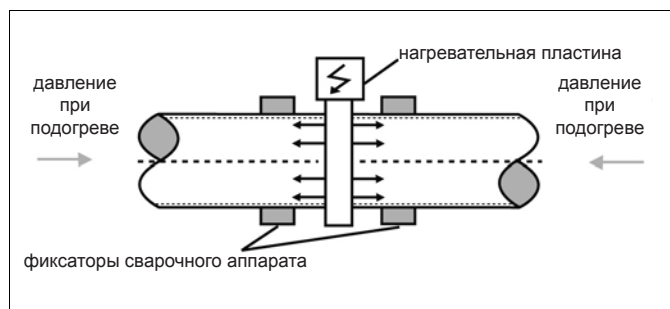 нагревательная пластина
давление
при
подогреве
давление
при
подогреве
фиксаторы сварочного аппарата